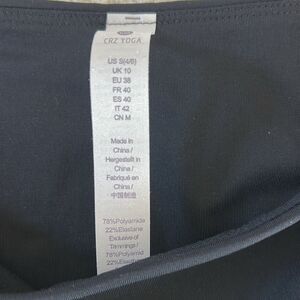 CRZ YOGA
US S(4/6)
UK 10
EU 38
FR 40
ES 40
IT 42
CN M
Made in
China /
Hergestellt in
China /
Fabriqué en
China /
中国制造
78%Polyamide
22%Elastane
Exclusive of
Trimmings /
78% Polyamid
22%Elasthan